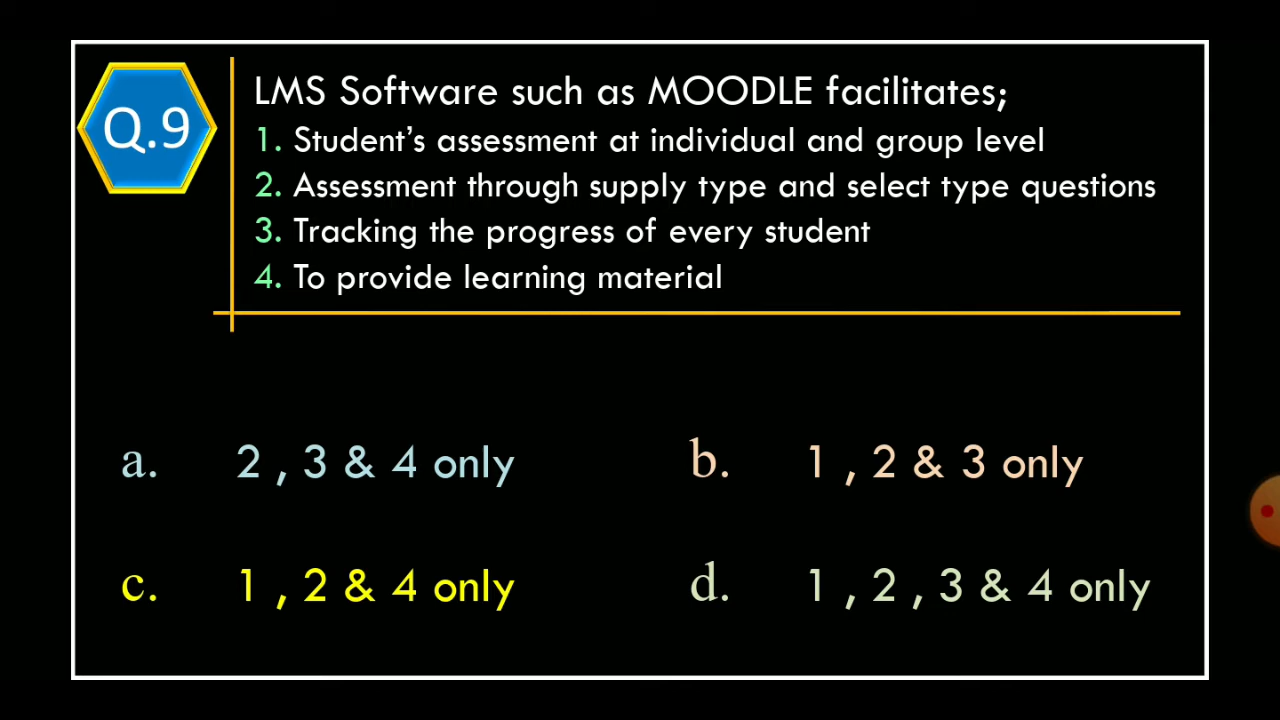 Q.9
LMS Software such as MOODLE facilitates;
1. Student's assessment at individual and group level
2. Assessment through supply type and select type questions
3. Tracking the progress of every student
4. To provide learning material
a. 2 , 3 & 4 only
b. 1 , 2 & 3 only
c. 1 , 2 & 4 only
d. 1 , 2 , 3 & 4 only